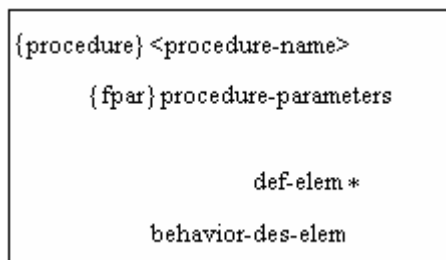 {procedure} <procedure-name>
{fpar} procedure-parameters
def-elem *
behavior-des-elem